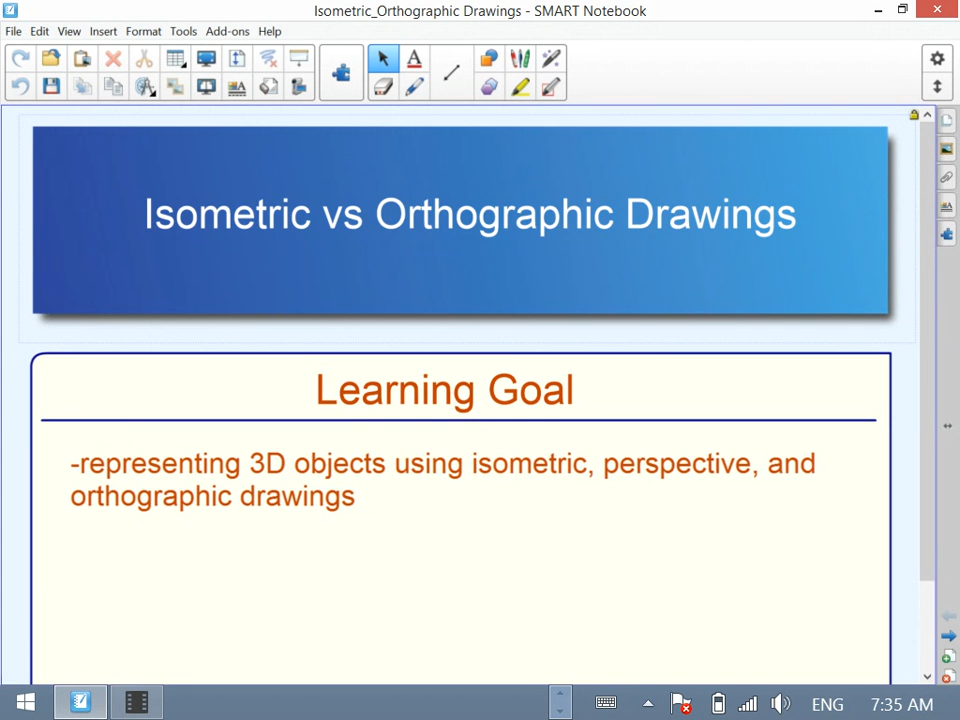 Isometric_Orthographic Drawings - SMART Notebook
File Edit View Insert Format Tools Add-ons Help
Isometric vs Orthographic Drawings
Learning Goal
-representing 3D objects using isometric, perspective, and
orthographic drawings
ENG 7:35 AM